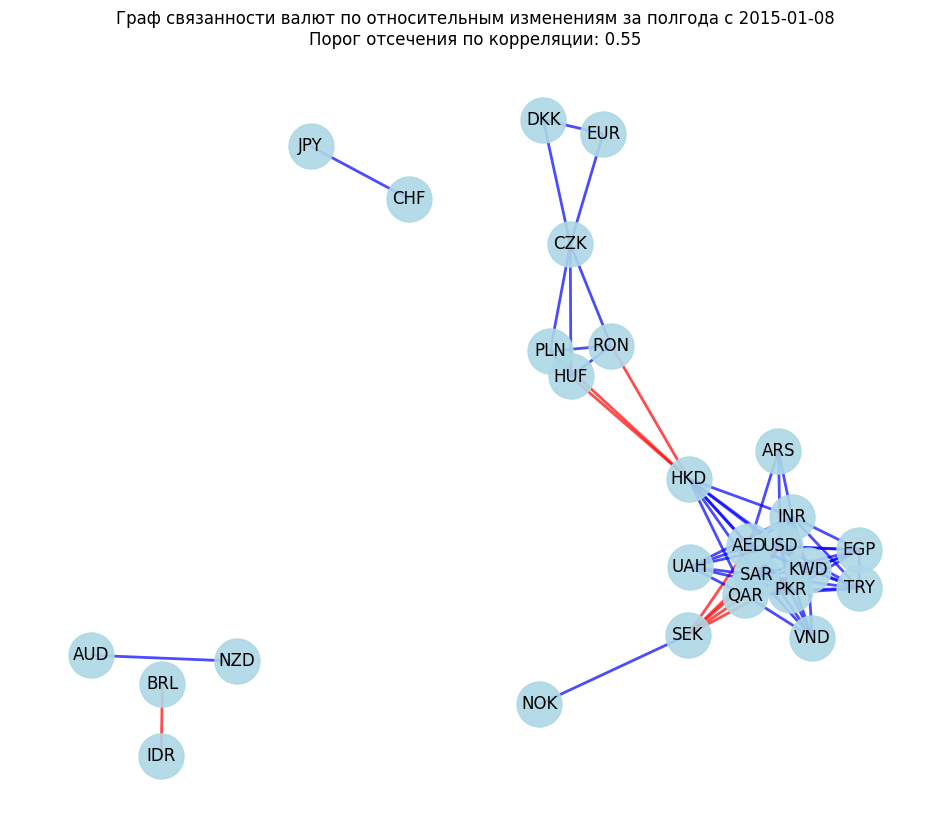 Граф связанности валют по относительным изменениям за полгода с 2015-01-08
Порог отсечения по корреляции: 0.55
DKK
EUR
JPY
CHF
CZK
RON
PLN
HUF
ARS
HKD
INR
AED
USD
EGP
UAH
SAR
KWD
TRY
QAR
PKR
SEK
VND
AUD
NZD
BRL
NOK
IDR